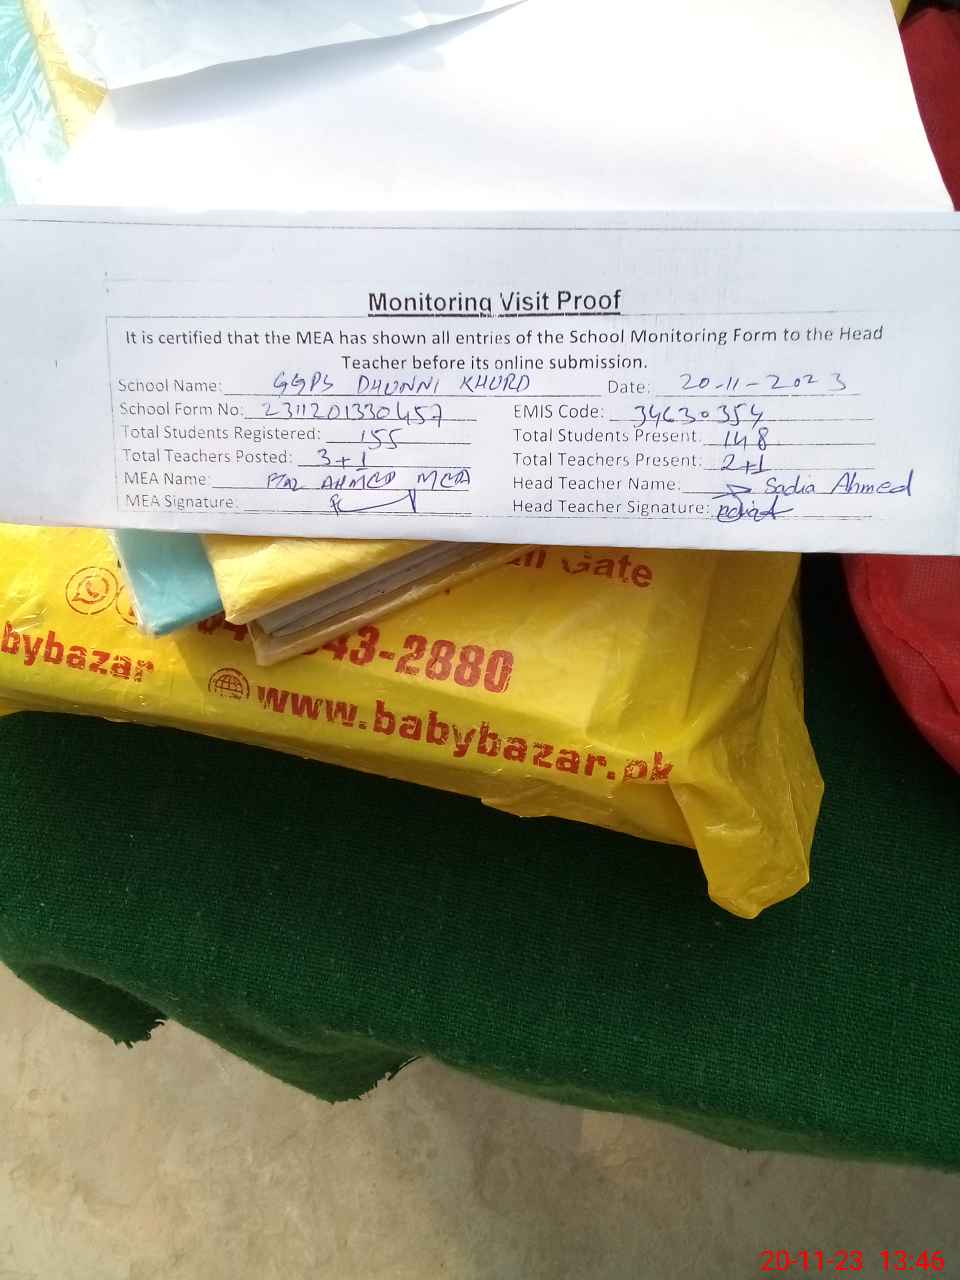 Monitoring Visit Proof
It is certified that the MEA has shown all entries of the School Monitoring Form to the Head
Teacher before its online submission.
School Name: GGPS DHUNNI KHURD Date: 20-11-2023
School Form No: 2311201330457 EMIS Code: 34630354
Total Students Registered: 155 Total Students Present: 148
Total Teachers Posted: 3+1 Total Teachers Present: 2+1
MEA Name: AHMED MEA Head Teacher Name: Sadia Ahmed
MEA Signature: Head Teacher Signature:
Gate
43-2880
bybazar
www.babybazar.pk
20-11-23 13:46